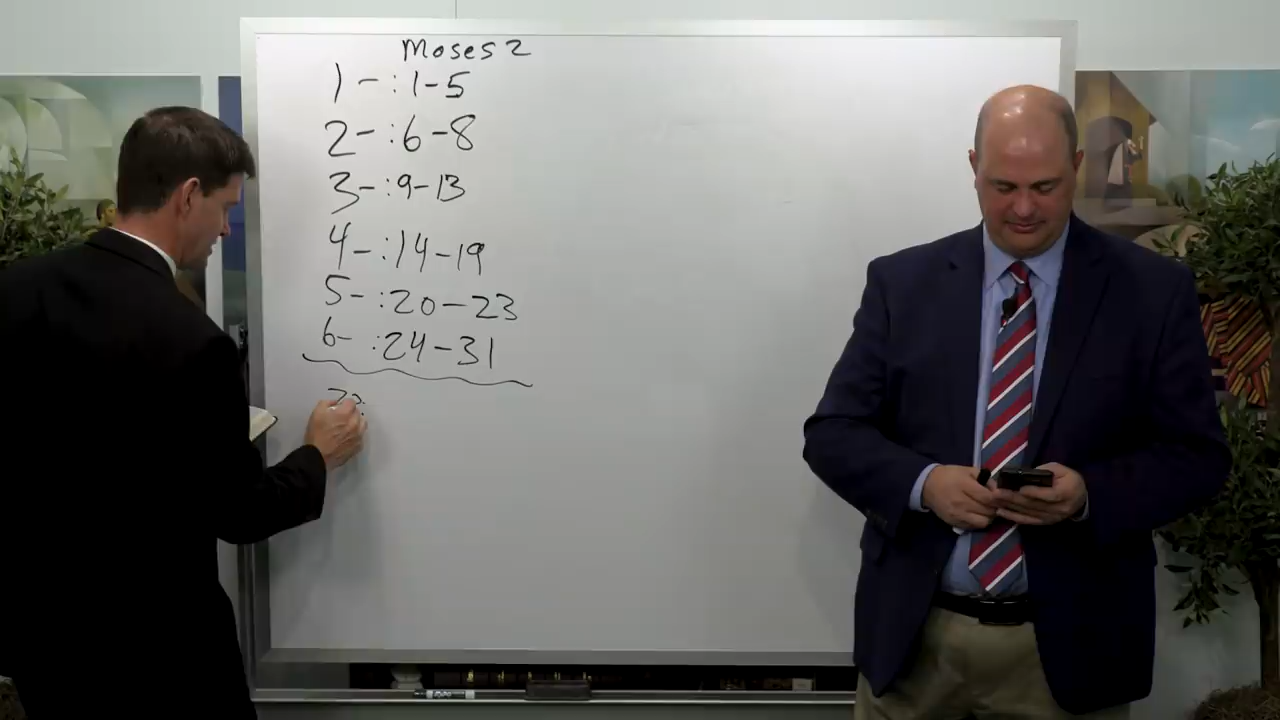 Moses 2
1 - :1-5
2 - :6-8
3 - :9-13
4 - :14-19
5 - :20-23
6 - :24-31
EXPO